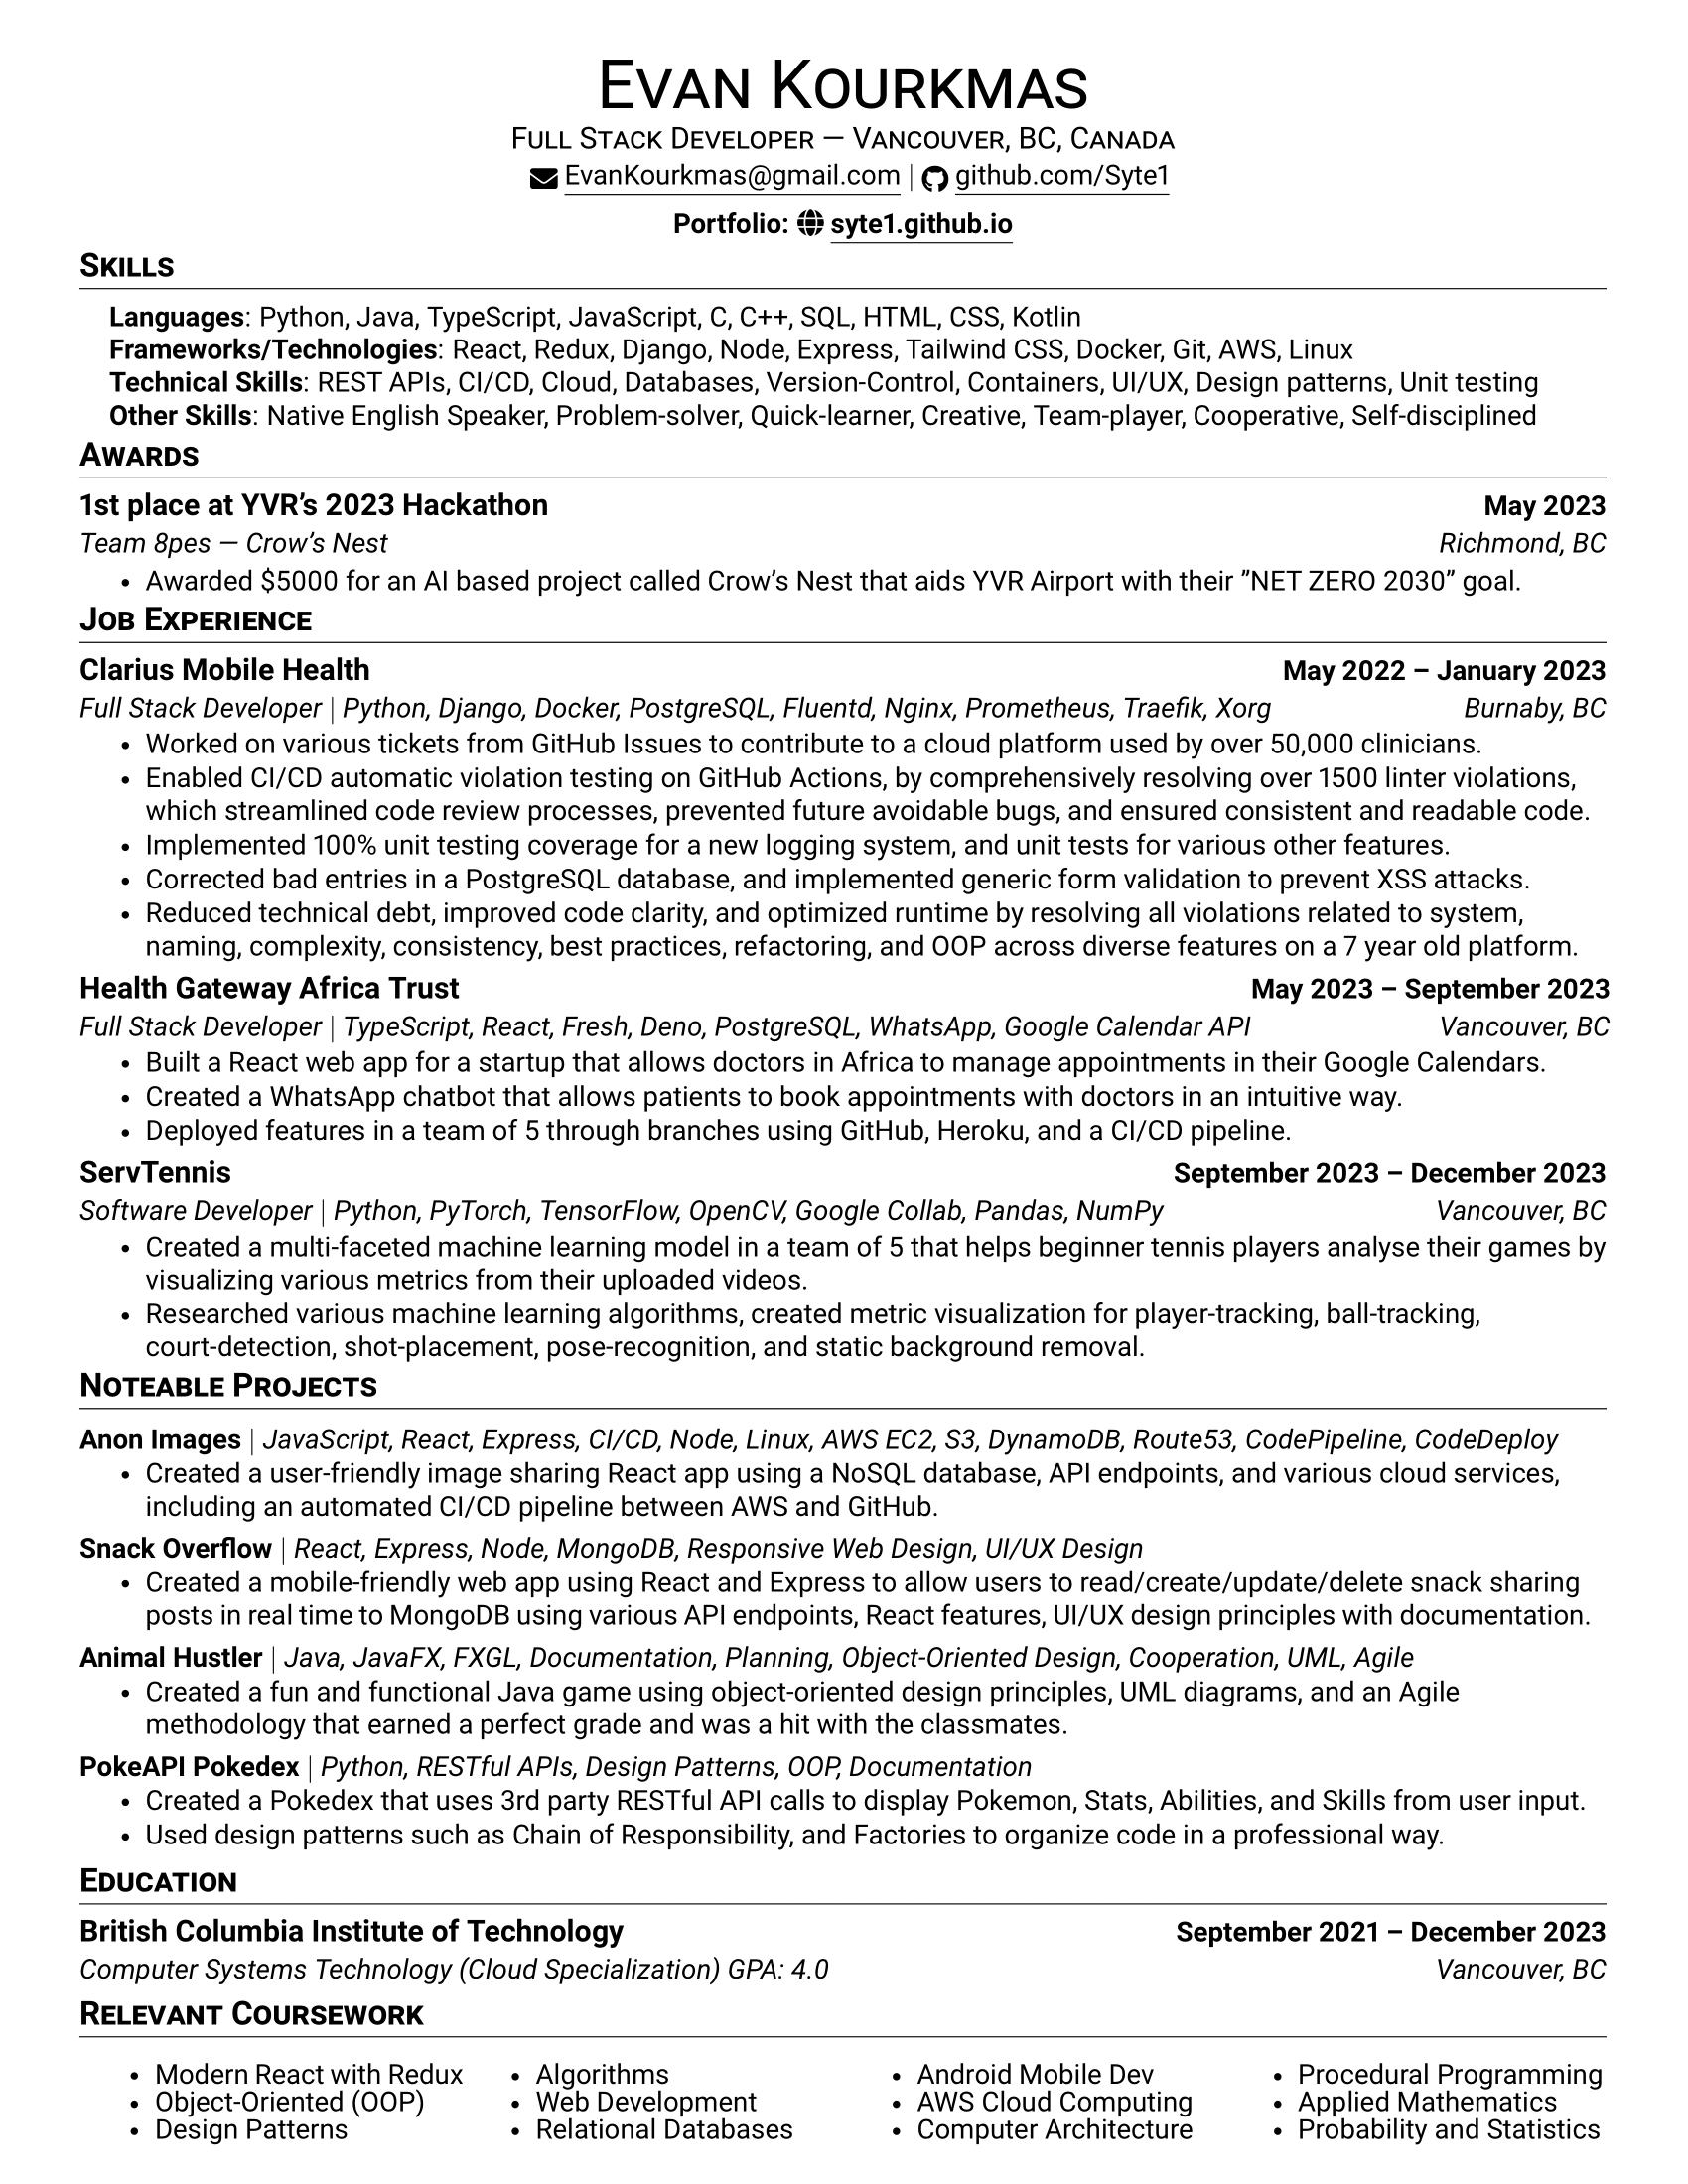 Evan Kourkmas
Full Stack Developer — Vancouver, BC, Canada
EvanKourkmas@gmail.com | github.com/Syte1
Portfolio: syte1.github.io
Skills
Languages: Python, Java, TypeScript, JavaScript, C, C++, SQL, HTML, CSS, Kotlin
Frameworks/Technologies: React, Redux, Django, Node, Express, Tailwind CSS, Docker, Git, AWS, Linux
Technical Skills: REST APIs, CI/CD, Cloud, Databases, Version-Control, Containers, UI/UX, Design patterns, Unit testing
Other Skills: Native English Speaker, Problem-solver, Quick-learner, Creative, Team-player, Cooperative, Self-disciplined
Awards
1st place at YVR’s 2023 Hackathon May 2023
Team 8pes — Crow’s Nest Richmond, BC
• Awarded $5000 for an AI based project called Crow’s Nest that aids YVR Airport with their ”NET ZERO 2030” goal.
Job Experience
Clarius Mobile Health May 2022 – January 2023
Full Stack Developer | Python, Django, Docker, PostgreSQL, Fluentd, Nginx, Prometheus, Traefik, Xorg Burnaby, BC
• Worked on various tickets from GitHub Issues to contribute to a cloud platform used by over 50,000 clinicians.
• Enabled CI/CD automatic violation testing on GitHub Actions, by comprehensively resolving over 1500 linter violations,
which streamlined code review processes, prevented future avoidable bugs, and ensured consistent and readable code.
• Implemented 100% unit testing coverage for a new logging system, and unit tests for various other features.
• Corrected bad entries in a PostgreSQL database, and implemented generic form validation to prevent XSS attacks.
• Reduced technical debt, improved code clarity, and optimized runtime by resolving all violations related to system,
naming, complexity, consistency, best practices, refactoring, and OOP across diverse features on a 7 year old platform.
Health Gateway Africa Trust May 2023 – September 2023
Full Stack Developer | TypeScript, React, Fresh, Deno, PostgreSQL, WhatsApp, Google Calendar API Vancouver, BC
• Built a React web app for a startup that allows doctors in Africa to manage appointments in their Google Calendars.
• Created a WhatsApp chatbot that allows patients to book appointments with doctors in an intuitive way.
• Deployed features in a team of 5 through branches using GitHub, Heroku, and a CI/CD pipeline.
ServTennis September 2023 – December 2023
Software Developer | Python, PyTorch, TensorFlow, OpenCV, Google Collab, Pandas, NumPy Vancouver, BC
• Created a multi-faceted machine learning model in a team of 5 that helps beginner tennis players analyse their games by
visualizing various metrics from their uploaded videos.
• Researched various machine learning algorithms, created metric visualization for player-tracking, ball-tracking,
court-detection, shot-placement, pose-recognition, and static background removal.
Noteable Projects
Anon Images | JavaScript, React, Express, CI/CD, Node, Linux, AWS EC2, S3, DynamoDB, Route53, CodePipeline, CodeDeploy
• Created a user-friendly image sharing React app using a NoSQL database, API endpoints, and various cloud services,
including an automated CI/CD pipeline between AWS and GitHub.
Snack Overflow | React, Express, Node, MongoDB, Responsive Web Design, UI/UX Design
• Created a mobile-friendly web app using React and Express to allow users to read/create/update/delete snack sharing
posts in real time to MongoDB using various API endpoints, React features, UI/UX design principles with documentation.
Animal Hustler | Java, JavaFX, FXGL, Documentation, Planning, Object-Oriented Design, Cooperation, UML, Agile
• Created a fun and functional Java game using object-oriented design principles, UML diagrams, and an Agile
methodology that earned a perfect grade and was a hit with the classmates.
PokeAPI Pokedex | Python, RESTful APIs, Design Patterns, OOP, Documentation
• Created a Pokedex that uses 3rd party RESTful API calls to display Pokemon, Stats, Abilities, and Skills from user input.
• Used design patterns such as Chain of Responsibility, and Factories to organize code in a professional way.
Education
British Columbia Institute of Technology September 2021 – December 2023
Computer Systems Technology (Cloud Specialization) GPA: 4.0 Vancouver, BC
Relevant Coursework
• Modern React with Redux • Algorithms • Android Mobile Dev • Procedural Programming
• Object-Oriented (OOP) • Web Development • AWS Cloud Computing • Applied Mathematics
• Design Patterns • Relational Databases • Computer Architecture • Probability and Statistics